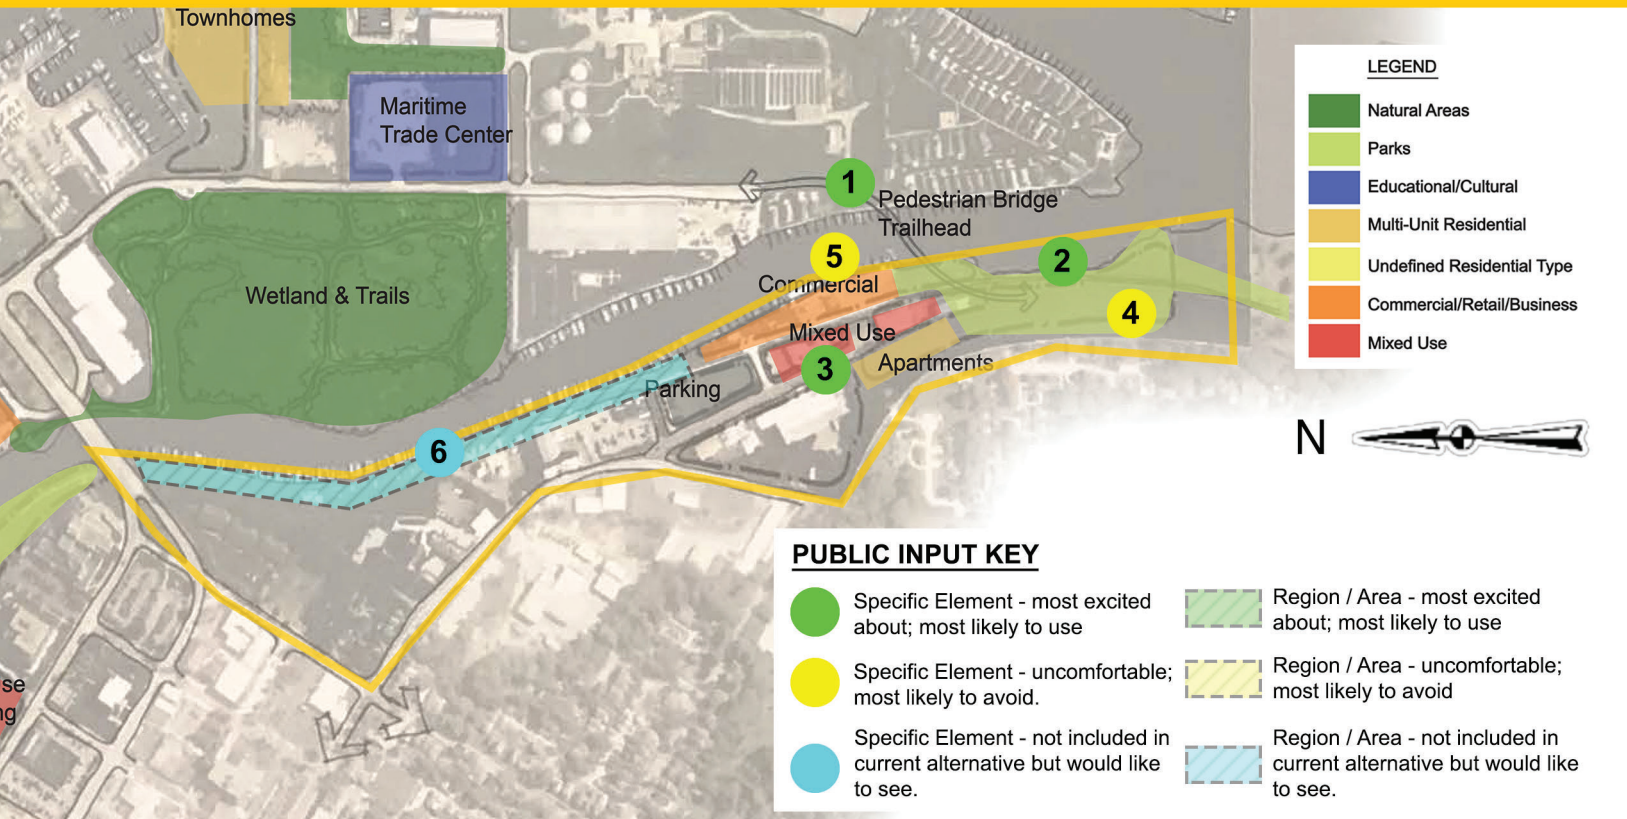 Townhomes
Maritime
Trade Center
1
Pedestrian Bridge
Trailhead
2
5
Commercial
4
Mixed Use
3
Apartments
Wetland & Trails
Parking
6
se
ng
LEGEND
Natural Areas
Parks
Educational/Cultural
Multi-Unit Residential
Undefined Residential Type
Commercial/Retail/Business
Mixed Use
N
PUBLIC INPUT KEY
Specific Element - most excited
about; most likely to use
Specific Element - uncomfortable;
most likely to avoid.
Specific Element - not included in
current alternative but would like
to see.
Region / Area - most excited
about; most likely to use
Region / Area - uncomfortable;
most likely to avoid
Region / Area - not included in
current alternative but would like
to see.